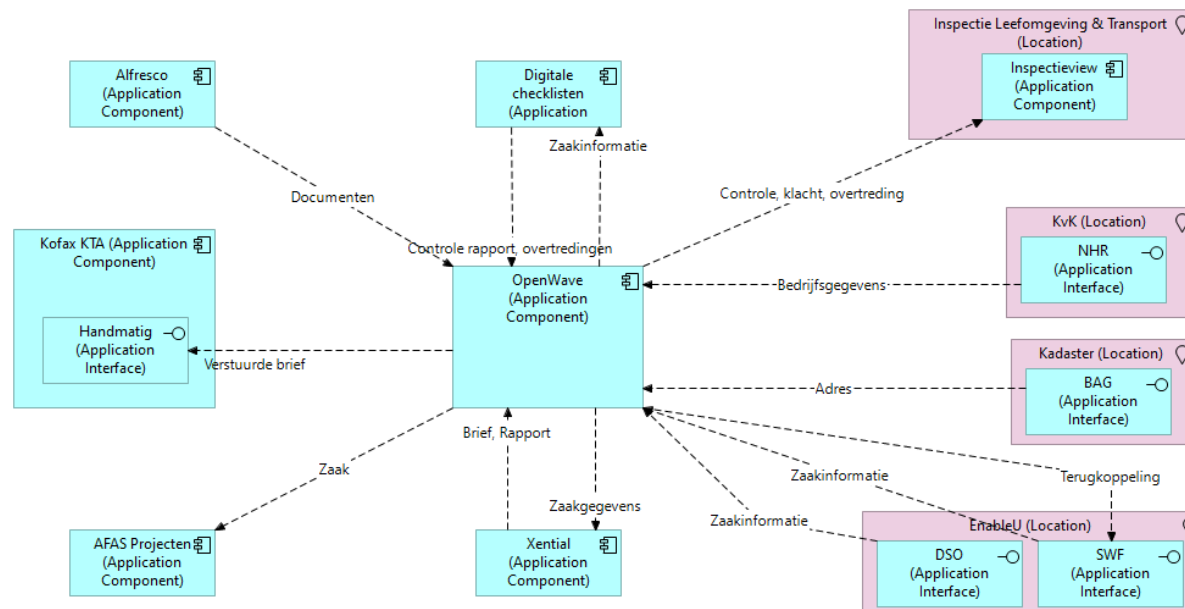 Inspectie Leefomgeving & Transport
(Location)
Alfresco
(Application
Component)
Digitale
checklisten
(Application
Inspectieview
(Application
Component)
Zaakinformatie
Documenten
Controle, klacht, overtreding
Kofax KTA (Application
Component)
Controle rapport, overtredingen
KvK (Location)
NHR
(Application
Interface)
OpenWave
(Application
Component)
Bedrijfsgegevens
Handmatig
(Application
Interface)
Verstuurde brief
Kadaster (Location)
BAG
(Application
Interface)
Adres
Brief, Rapport
Zaak
Zaakinformatie
Terugkoppeling
Zaakgegevens
Zaakinformatie
EnableU (Location)
AFAS Projecten
(Application
Component)
Xential
(Application
Component)
DSO
(Application
Interface)
SWF
(Application
Interface)